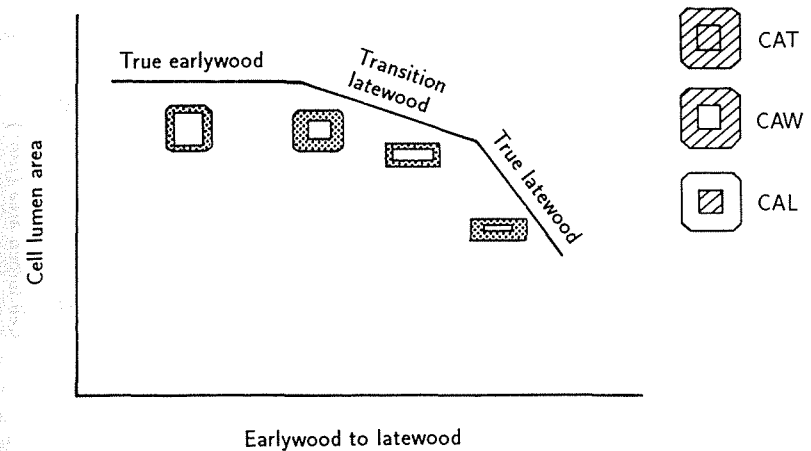 True earlywood
Transition
latewood
True latewood
Cell lumen area
Earlywood to latewood
CAT
CAW
CAL